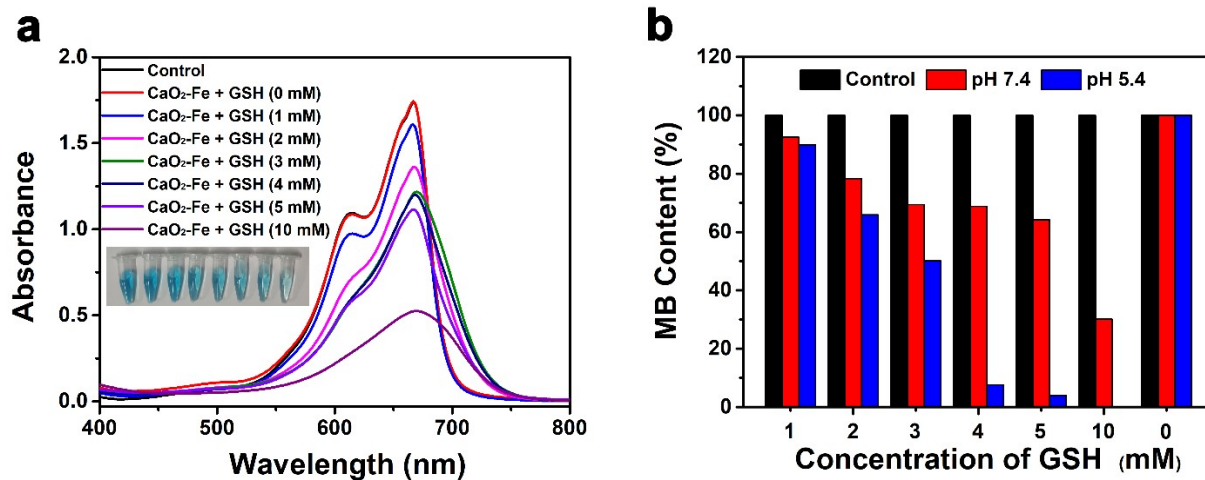 a
2.0
1.5
1.0
0.5
0.0
Absorbance
Control
CaO₂-Fe + GSH (0 mM)
CaO₂-Fe + GSH (1 mM)
CaO₂-Fe + GSH (2 mM)
CaO₂-Fe + GSH (3 mM)
CaO₂-Fe + GSH (4 mM)
CaO₂-Fe + GSH (5 mM)
CaO₂-Fe + GSH (10 mM)
400 500 600 700 800
Wavelength (nm)
b
120
100
80
60
40
20
0
MB Content (%)
Control pH 7.4 pH 5.4
1 2 3 4 5 10 0
Concentration of GSH (mM)